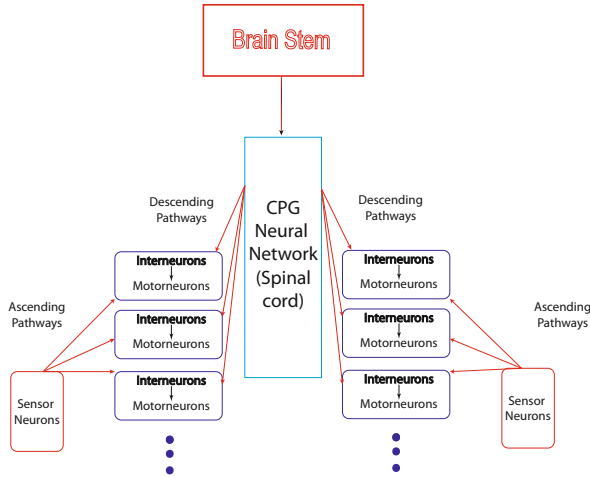 Brain Stem
Descending
Pathways
CPG
Neural
Network
(Spinal
cord)
Descending
Pathways
Interneurons
Motorneurons
Interneurons
Motorneurons
Ascending
Pathways
Interneurons
Motorneurons
Interneurons
Motorneurons
Ascending
Pathways
Interneurons
Motorneurons
Interneurons
Motorneurons
Sensor
Neurons
Sensor
Neurons